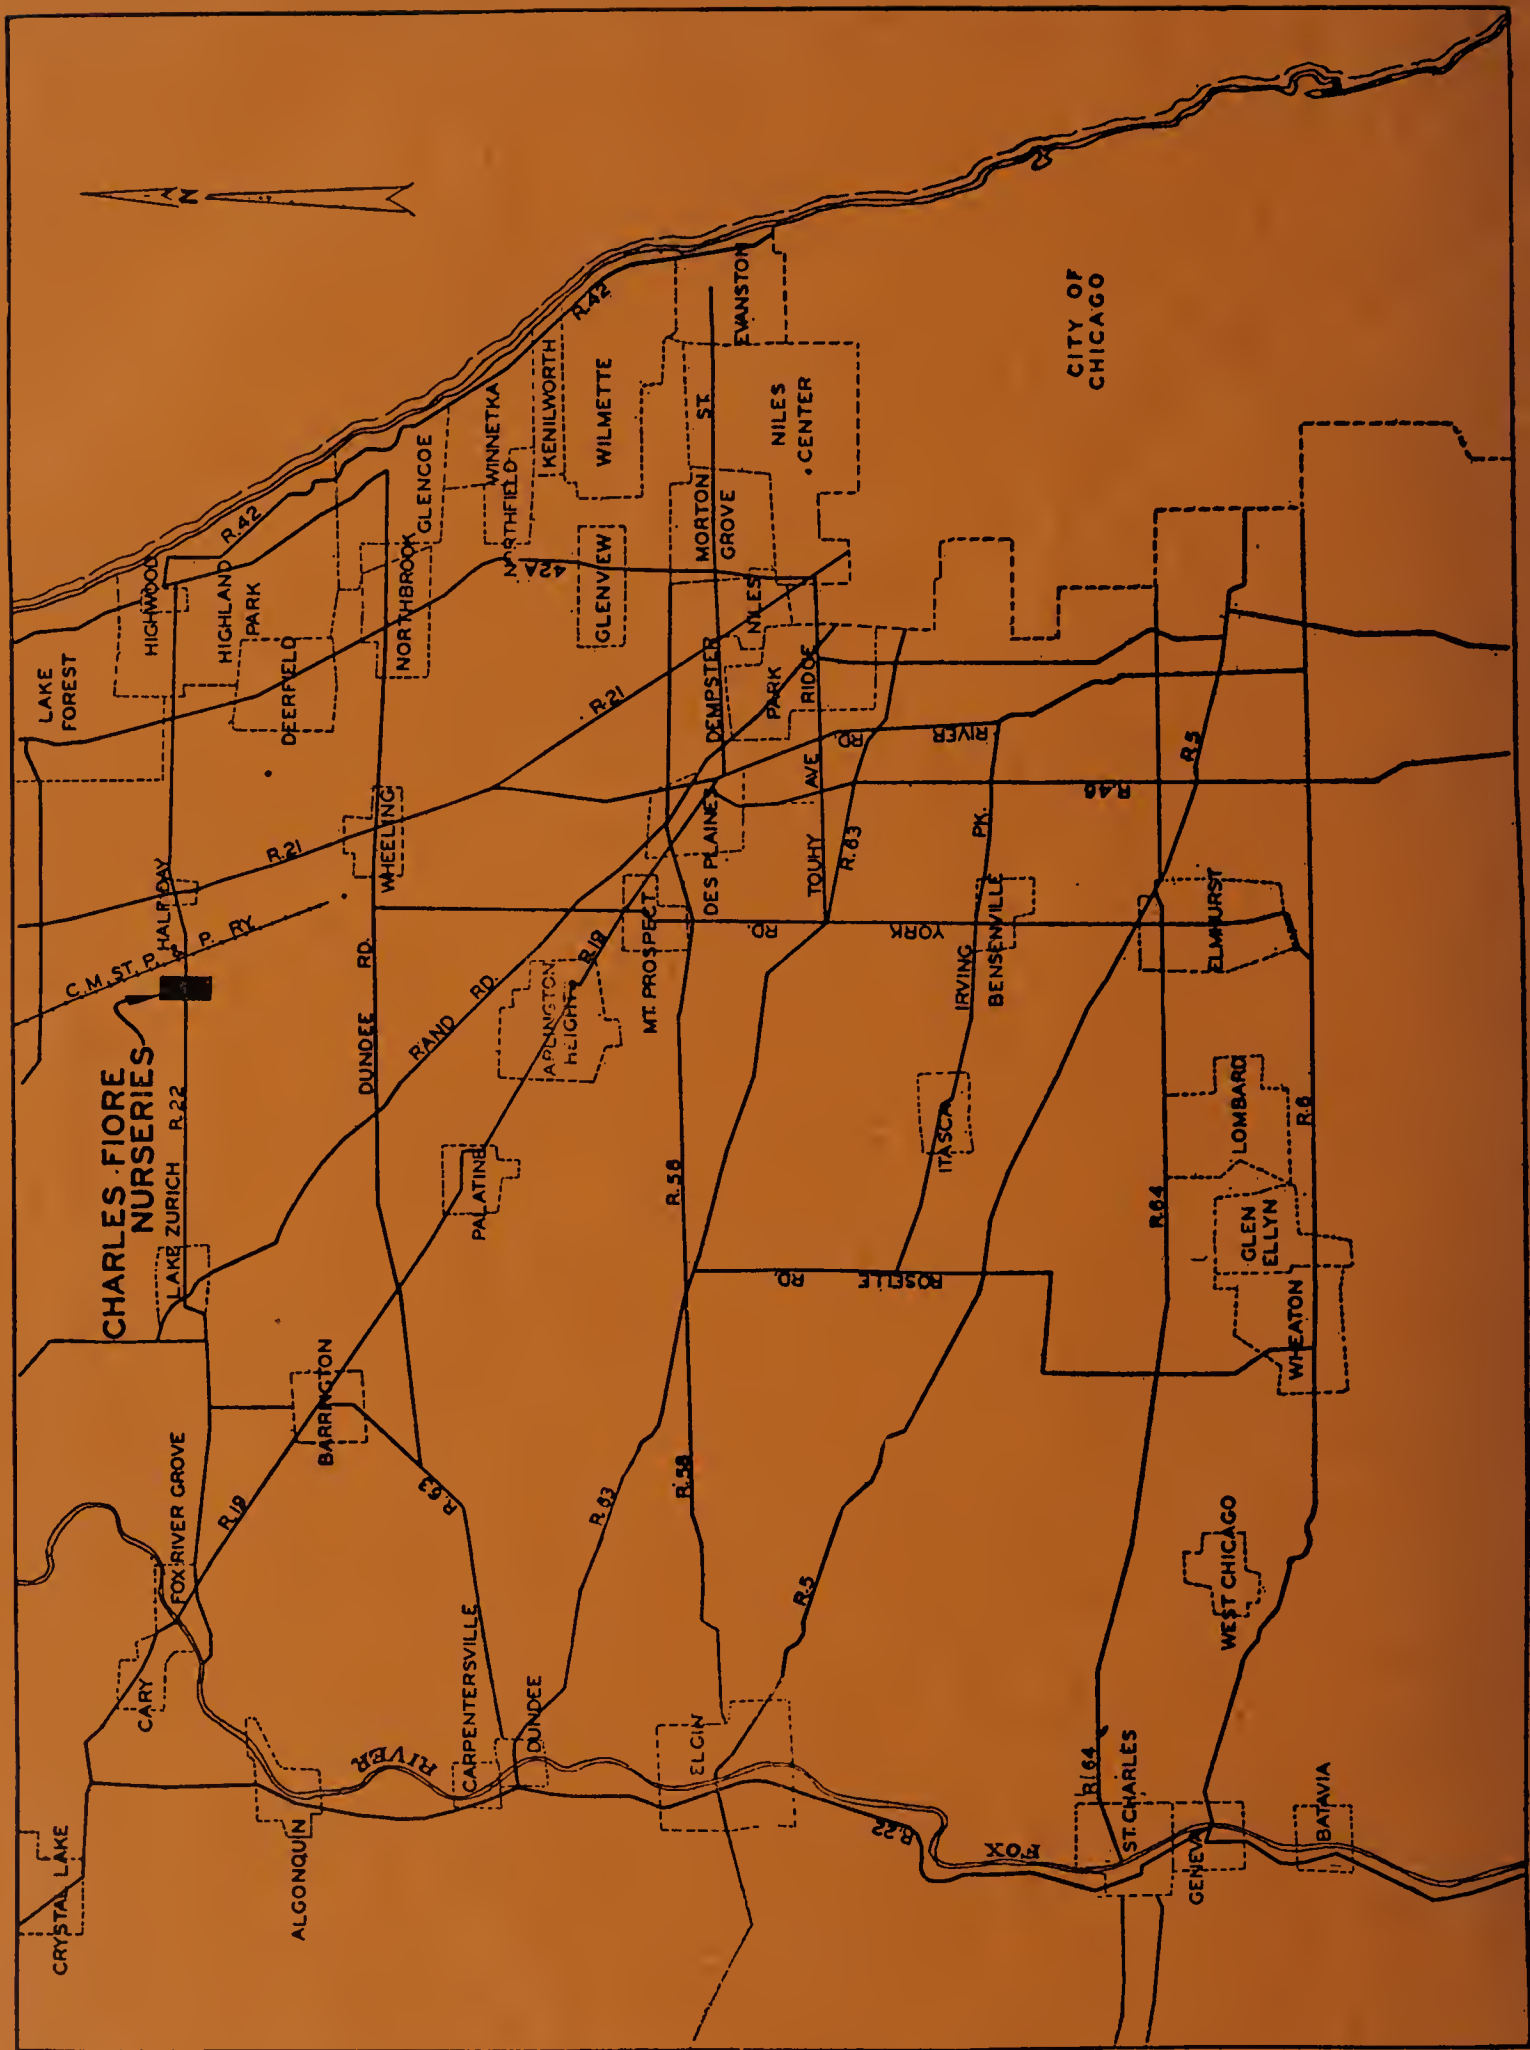 CHARLES FIORE
NURSERIES
CRYSTAL LAKE
CARY
FOX RIVER GROVE
LAKE ZURICH
R.22
C. M. ST. P. & P. RY.
HALFDAY
LAKE
FOREST
HIGHWOOD
R.42
HIGHLAND
PARK
DEERFIELD
R.21
R.19
ALGONQUIN
BARRINGTON
RIVER
R.63
DUNDEE RD.
WHEELING
NORTHBROOK
GLENCOE
RAND RD.
CARPENTERSVILLE
DUNDEE
PALATINE
ARLINGTON
HEIGHTS
R.19
WINNETKA
NORTHFIELD
KENILWORTH
42A
R.42
R.21
GLENVIEW
WILMETTE
R.63
MT. PROSPECT
R.58
R.58
ELGIN
DES PLAINES
DEMPSTER
ST.
MORTON
GROVE
EVANSTON
NILES
NILES
CENTER
PARK
RIDGE
TOUHY AVE
R.63
RIVER RD.
YORK RD.
ROSELLE RD.
R.5
R.22
ITASCA
IRVING PK.
BENSENVILLE
FOX
CITY OF
CHICAGO
R.64
ST. CHARLES
R.64
R.46
R.5
GENEVA
WEST CHICAGO
GLEN
ELLYN
LOMBARD
ELMHURST
WHEATON
R.6
BATAVIA
N